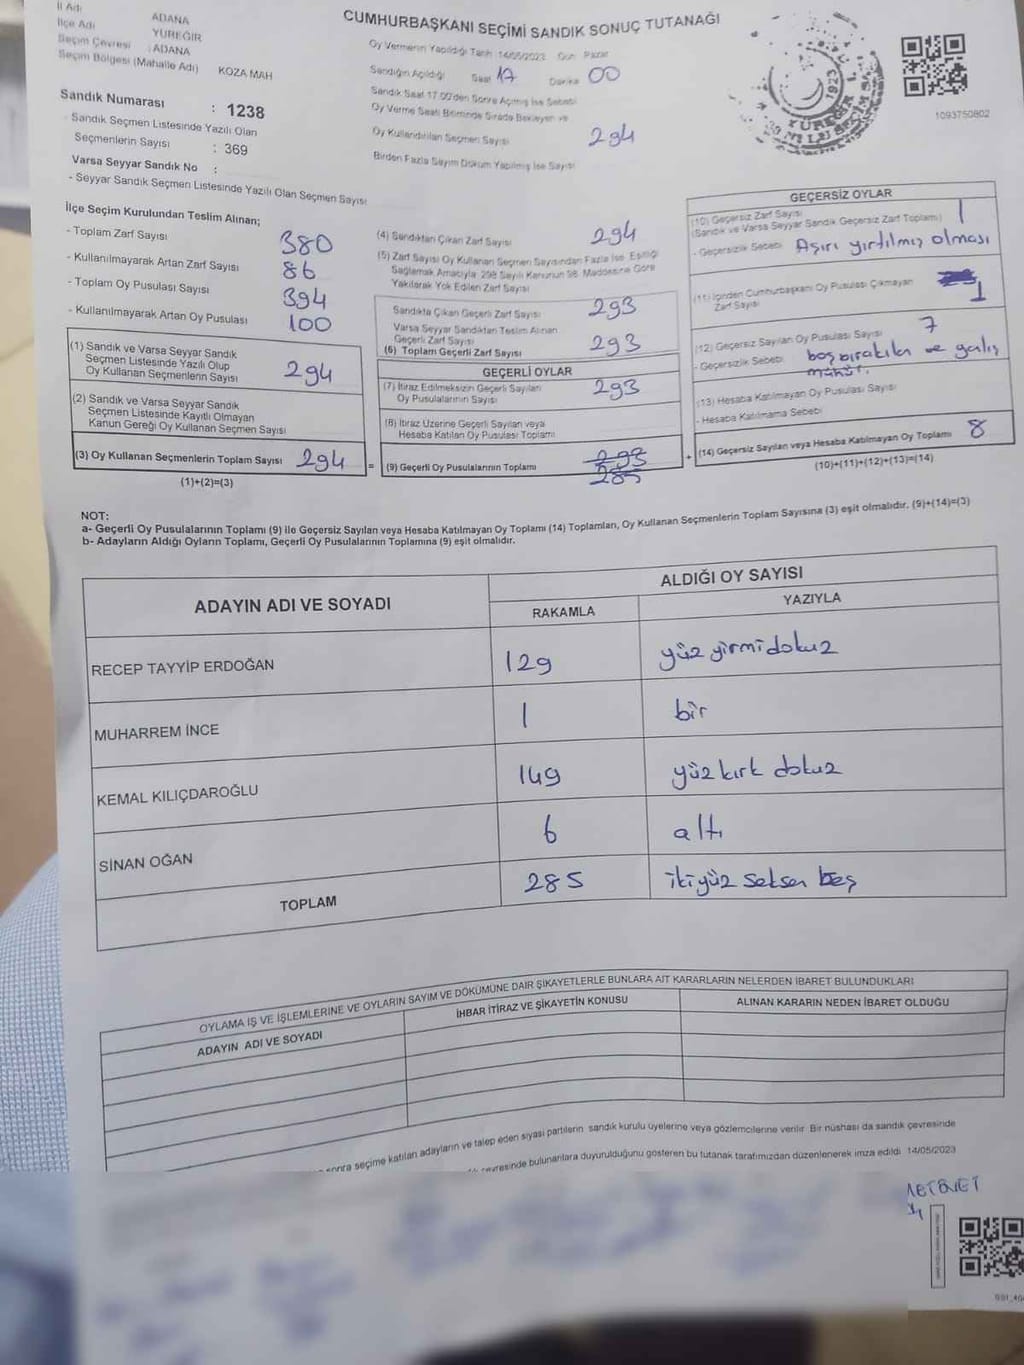 İl Adı ADANA
İlçe Adı YÜREĞİR
Seçim Çevresi : ADANA
Seçim Bölgesi (Mahalle Adı) KOZA MAH
Sandık Numarası : 1238
Sandık Seçmen Listesinde Yazılı Olan
Seçmenlerin Sayısı : 369
Varsa Seyyar Sandık No :
- Seyyar Sandık Seçmen Listesinde Yazılı Olan Seçmen Sayısı
CUMHURBAŞKANI SEÇİMİ SANDIK SONUÇ TUTANAĞI
Oy Vermenin Yapıldığı Tarih :14/05/2023 Gün Pazar
Sandığın Açıldığı Saat 17 Dakika 00
Sandık Saat 17.00'den Sonra Açılmış İse Sebebi
Oy Verme Saati Bitiminde Sırada Bekleyen ve
Oy Kullandırılan Seçmen Sayısı 294
Birden Fazla Sayım Döküm Yapılmış İse Sayısı
1923
YÜREĞİR
1093750802
İlçe Seçim Kurulundan Teslim Alınan;
- Toplam Zarf Sayısı 380
- Kullanılmayarak Artan Zarf Sayısı 86
- Toplam Oy Pusulası Sayısı 394
- Kullanılmayarak Artan Oy Pusulası 100
(1) Sandık ve Varsa Seyyar Sandık
Seçmen Listesinde Yazılı Olup
Oy Kullanan Seçmenlerin Sayısı 294
(2) Sandık ve Varsa Seyyar Sandık
Seçmen Listesinde Kayıtlı Olmayan
Kanun Gereği Oy Kullanan Seçmen Sayısı
(3) Oy Kullanan Seçmenlerin Toplam Sayısı 294 =
(1)+(2)=(3)
(4) Sandıktan Çıkan Zarf Sayısı 294
(5) Zarf Sayısı Oy Kullanan Seçmen Sayısından Fazla İse, Eşitliği
Sağlamak Amacıyla 298 Sayılı Kanunun 98. Maddesine Göre
Yakılarak Yok Edilen Zarf Sayısı
Sandıkta Çıkan Geçerli Zarf Sayısı 293
Varsa Seyyar Sandıktan Teslim Alınan
Geçerli Zarf Sayısı
(6) Toplam Geçerli Zarf Sayısı 293
GEÇERLİ OYLAR
(7) İtiraz Edilmeksizin Geçerli Sayılan
Oy Pusulalarının Sayısı 293
(8) İtiraz Üzerine Geçerli Sayılan veya
Hesaba Katılan Oy Pusulası Toplamı
(9) Geçerli Oy Pusulalarının Toplamı 293
285
GEÇERSİZ OYLAR
(10) Geçersiz Zarf Sayısı 1
(Sandık ve Varsa Seyyar Sandık Geçersiz Zarf Toplamı)
- Geçersizlik Sebebi Aşırı yırtılmış olması
(11) İçinden Cumhurbaşkanı Oy Pusulası Çıkmayan
Zarf Sayısı 1
(12) Geçersiz Sayılan Oy Pusulası Sayısı 7
- Geçersizlik Sebebi boş bırakılan ve yanlış
mühür.
(13) Hesaba Katılmayan Oy Pusulası Sayısı
- Hesaba Katılmama Sebebi
+ (14) Geçersiz Sayılan veya Hesaba Katılmayan Oy Toplamı 8
(10)+(11)+(12)+(13)=(14)
NOT:
a- Geçerli Oy Pusulalarının Toplamı (9) ile Geçersiz Sayılan veya Hesaba Katılmayan Oy Toplamı (14) Toplamları, Oy Kullanan Seçmenlerin Toplam Sayısına (3) eşit olmalıdır. (9)+(14)=(3)
b- Adayların Aldığı Oyların Toplamı, Geçerli Oy Pusulalarının Toplamına (9) eşit olmalıdır.
ADAYIN ADI VE SOYADI
ALDIĞI OY SAYISI
RAKAMLA YAZIYLA
RECEP TAYYİP ERDOĞAN 129 yüz yirmi dokuz
MUHARREM İNCE 1 bir
KEMAL KILIÇDAROĞLU 149 yüz kırk dokuz
SİNAN OĞAN 6 altı
TOPLAM 285 ikiyüz seksen beş
OYLAMA İŞ VE İŞLEMLERİNE VE OYLARIN SAYIM VE DÖKÜMÜNE DAİR ŞİKAYETLERLE BUNLARA AİT KARARLARIN NELERDEN İBARET BULUNDUKLARI
ADAYIN ADI VE SOYADI İHBAR İTİRAZ VE ŞİKAYETİN KONUSU ALINAN KARARIN NEDEN İBARET OLDUĞU
sonra seçime katılan adayların ve talep eden siyasi partilerin sandık kurulu üyelerine veya gözlemcilerine verilir. Bir nüshası da sandık çevresinde
çevresinde bulunanlara duyurulduğunu gösteren bu tutanak tarafımızdan düzenlenerek imza edildi. 14/05/2023